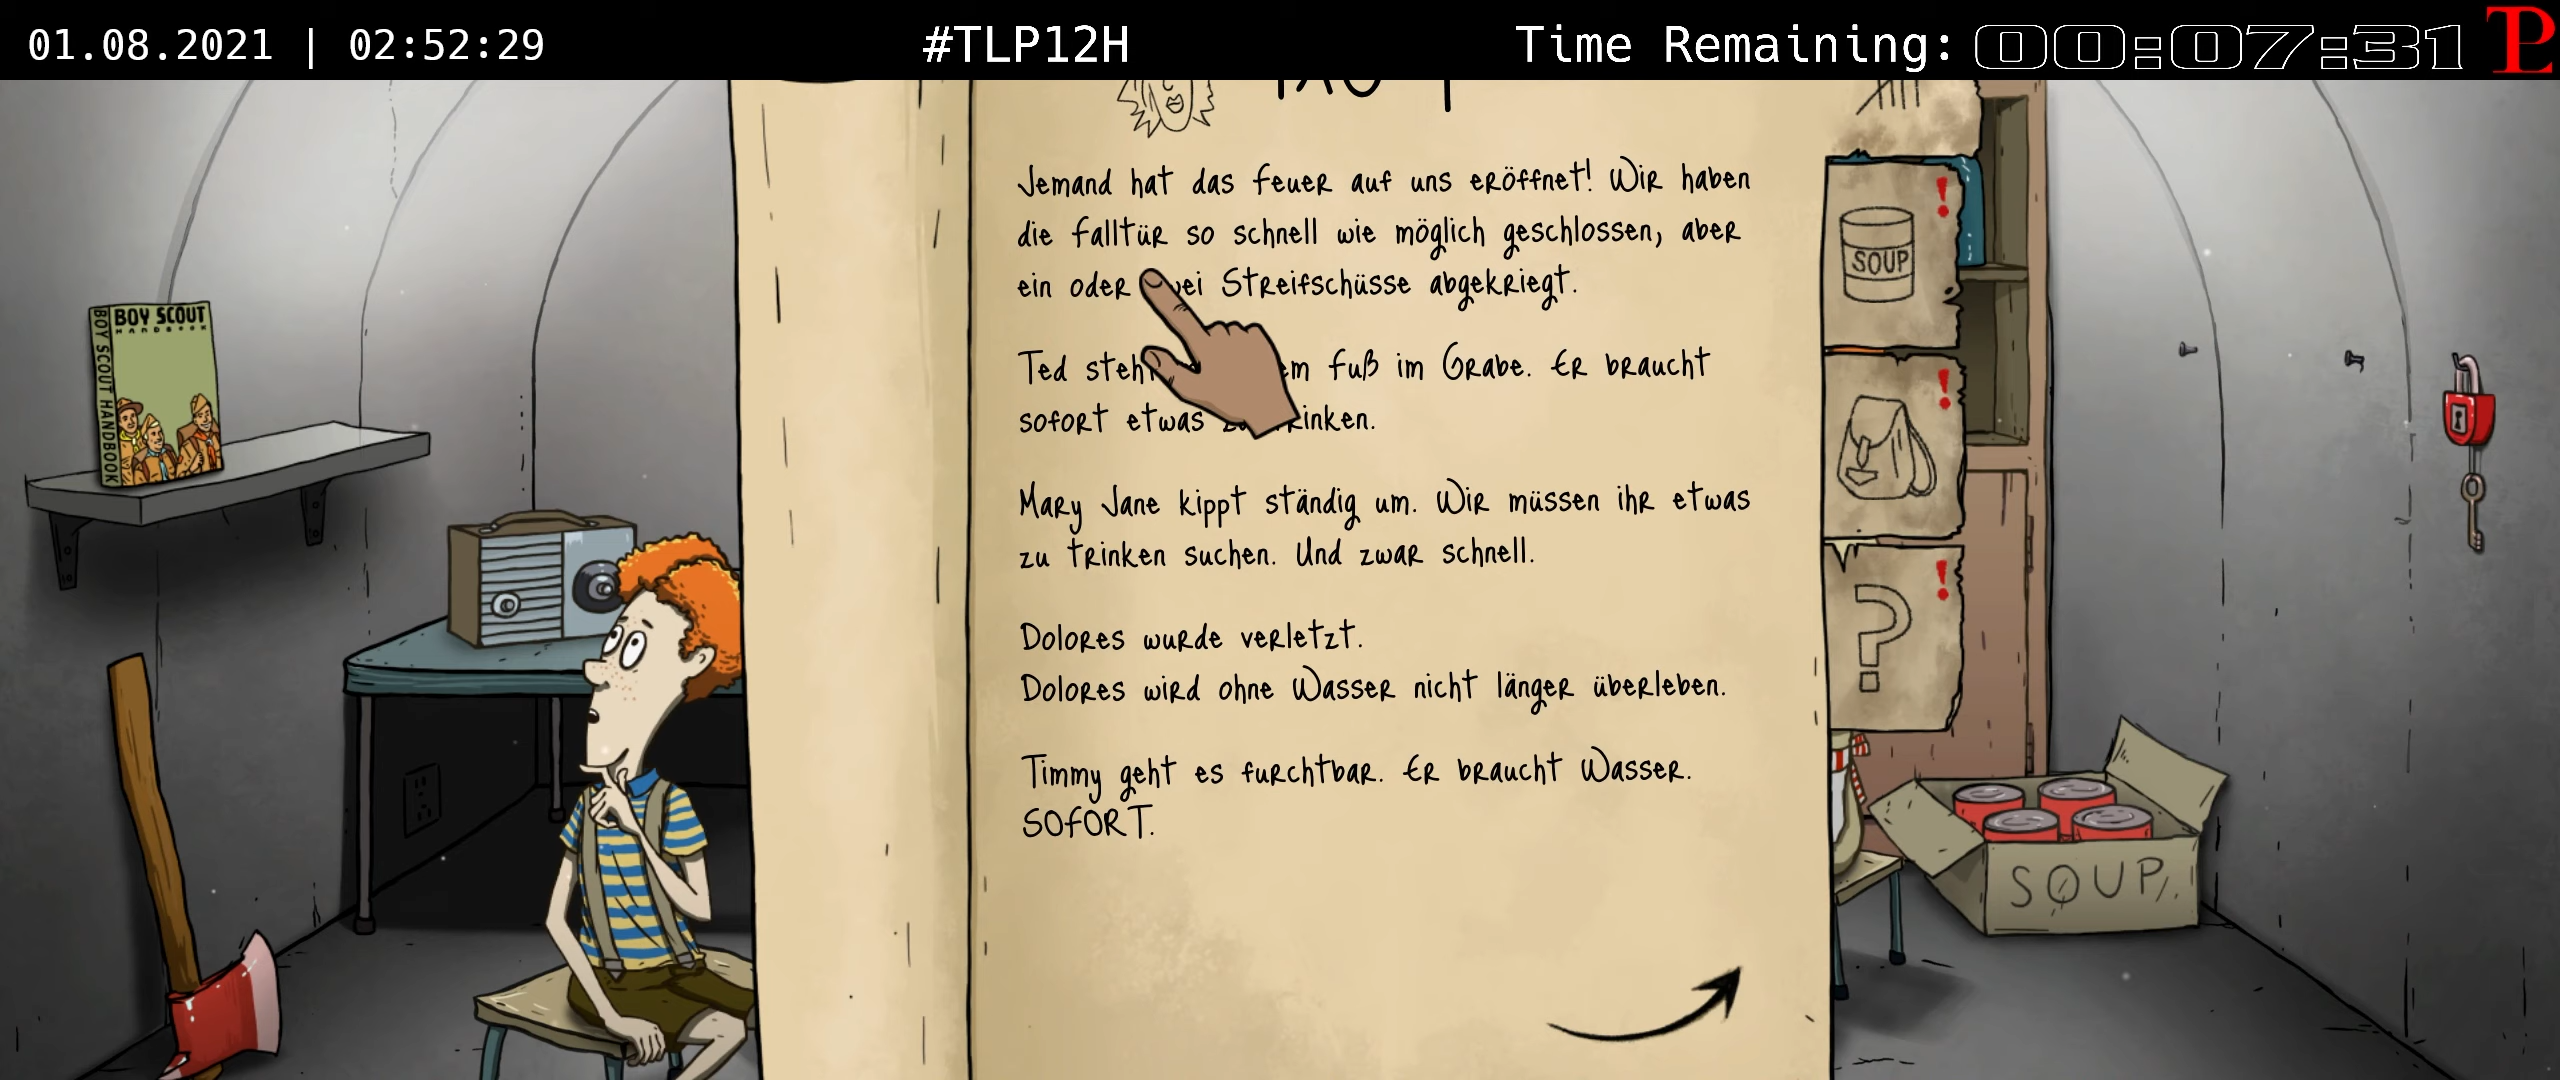 01.08.2021 | 02:52:29
#TLP12H
Time Remaining: 00:07:31
Jemand hat das Feuer auf uns eröffnet! Wir haben
die Falltür so schnell wie möglich geschlossen, aber
ein oder Streifschüsse abgekriegt.
Ted Fuß im Grabe. Er braucht
sofort etwas
Mary Jane kippt ständig um. Wir müssen ihr etwas
zu trinken suchen. Und zwar schnell.
Dolores wurde verletzt.
Dolores wird ohne Wasser nicht länger überleben.
Timmy geht es furchtbar. Er braucht Wasser.
SOFORT.
SOUP
BOY SCOUT
HANDBOOK
BOY SCOUT HANDBOOK
?
SOUP